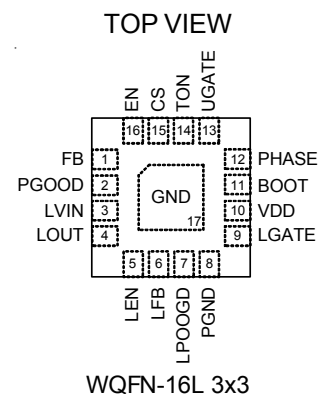 TOP VIEW
EN CS TON UGATE
16 15 14 13
FB 1 12 PHASE
PGOOD 2 11 BOOT
GND
LVIN 3 10 VDD
17
LOUT 4 9 LGATE
5 6 7 8
LEN LFB LPOOGD PGND
WQFN-16L 3x3